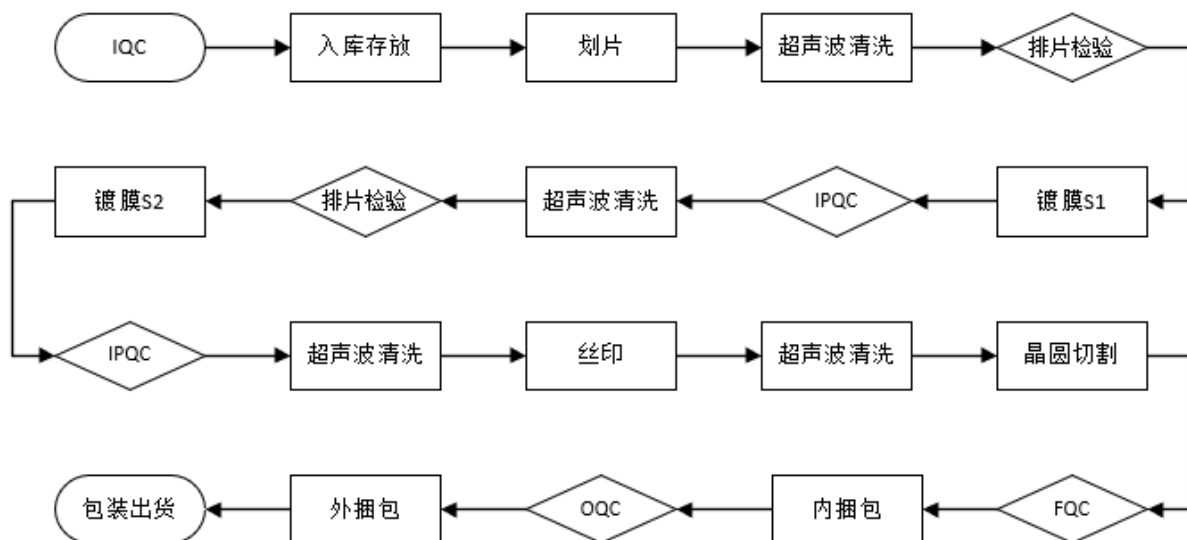 IQC
入库存放
划片
超声波清洗
排片检验
镀膜S1
IPQC
超声波清洗
排片检验
镀膜S2
IPQC
超声波清洗
丝印
超声波清洗
晶圆切割
FQC
内捆包
OQC
外捆包
包装出货